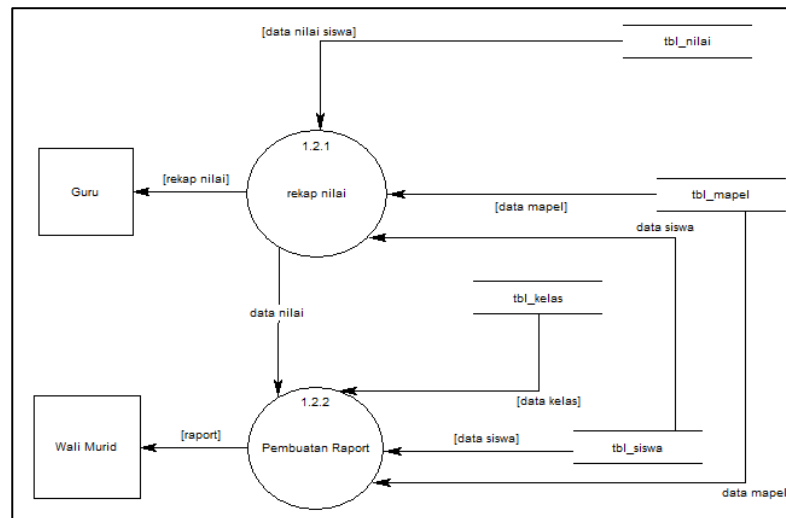 [data nilai siswa]
tbl_nilai
1.2.1
Guru
[rekap nilai]
rekap nilai
[data mapel]
tbl_mapel
data siswa
tbl_kelas
data nilai
[data kelas]
1.2.2
Wali Murid
[raport]
Pembuatan Raport
[data siswa]
tbl_siswa
data mapel